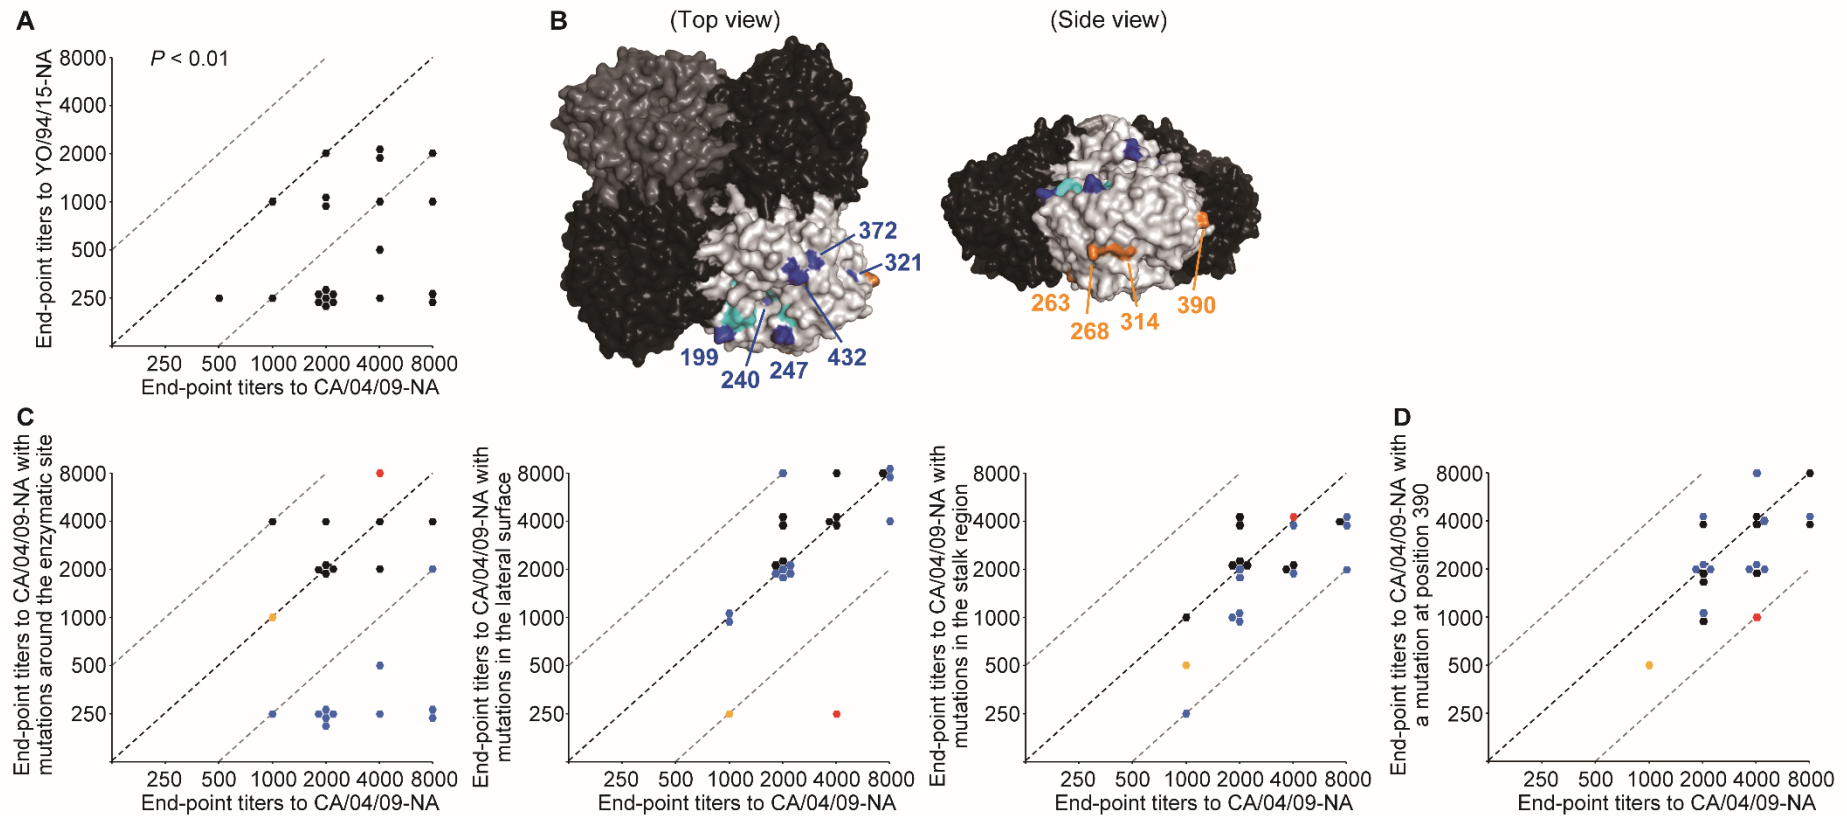 A
P < 0.01
End-point titers to YO/94/15-NA
8000
4000
2000
1000
500
250
250 500 1000 2000 4000 8000
End-point titers to CA/04/09-NA
B
(Top view)
(Side view)
372
321
199
240
247
432
263
268
314
390
C
End-point titers to CA/04/09-NA with
mutations around the enzymatic site
8000
4000
2000
1000
500
250
250 500 1000 2000 4000 8000
End-point titers to CA/04/09-NA
End-point titers to CA/04/09-NA with
mutations in the lateral surface
8000
4000
2000
1000
500
250
250 500 1000 2000 4000 8000
End-point titers to CA/04/09-NA
End-point titers to CA/04/09-NA with
mutations in the stalk region
8000
4000
2000
1000
500
250
250 500 1000 2000 4000 8000
End-point titers to CA/04/09-NA
D
End-point titers to CA/04/09-NA with
a mutation at position 390
8000
4000
2000
1000
500
250
250 500 1000 2000 4000 8000
End-point titers to CA/04/09-NA